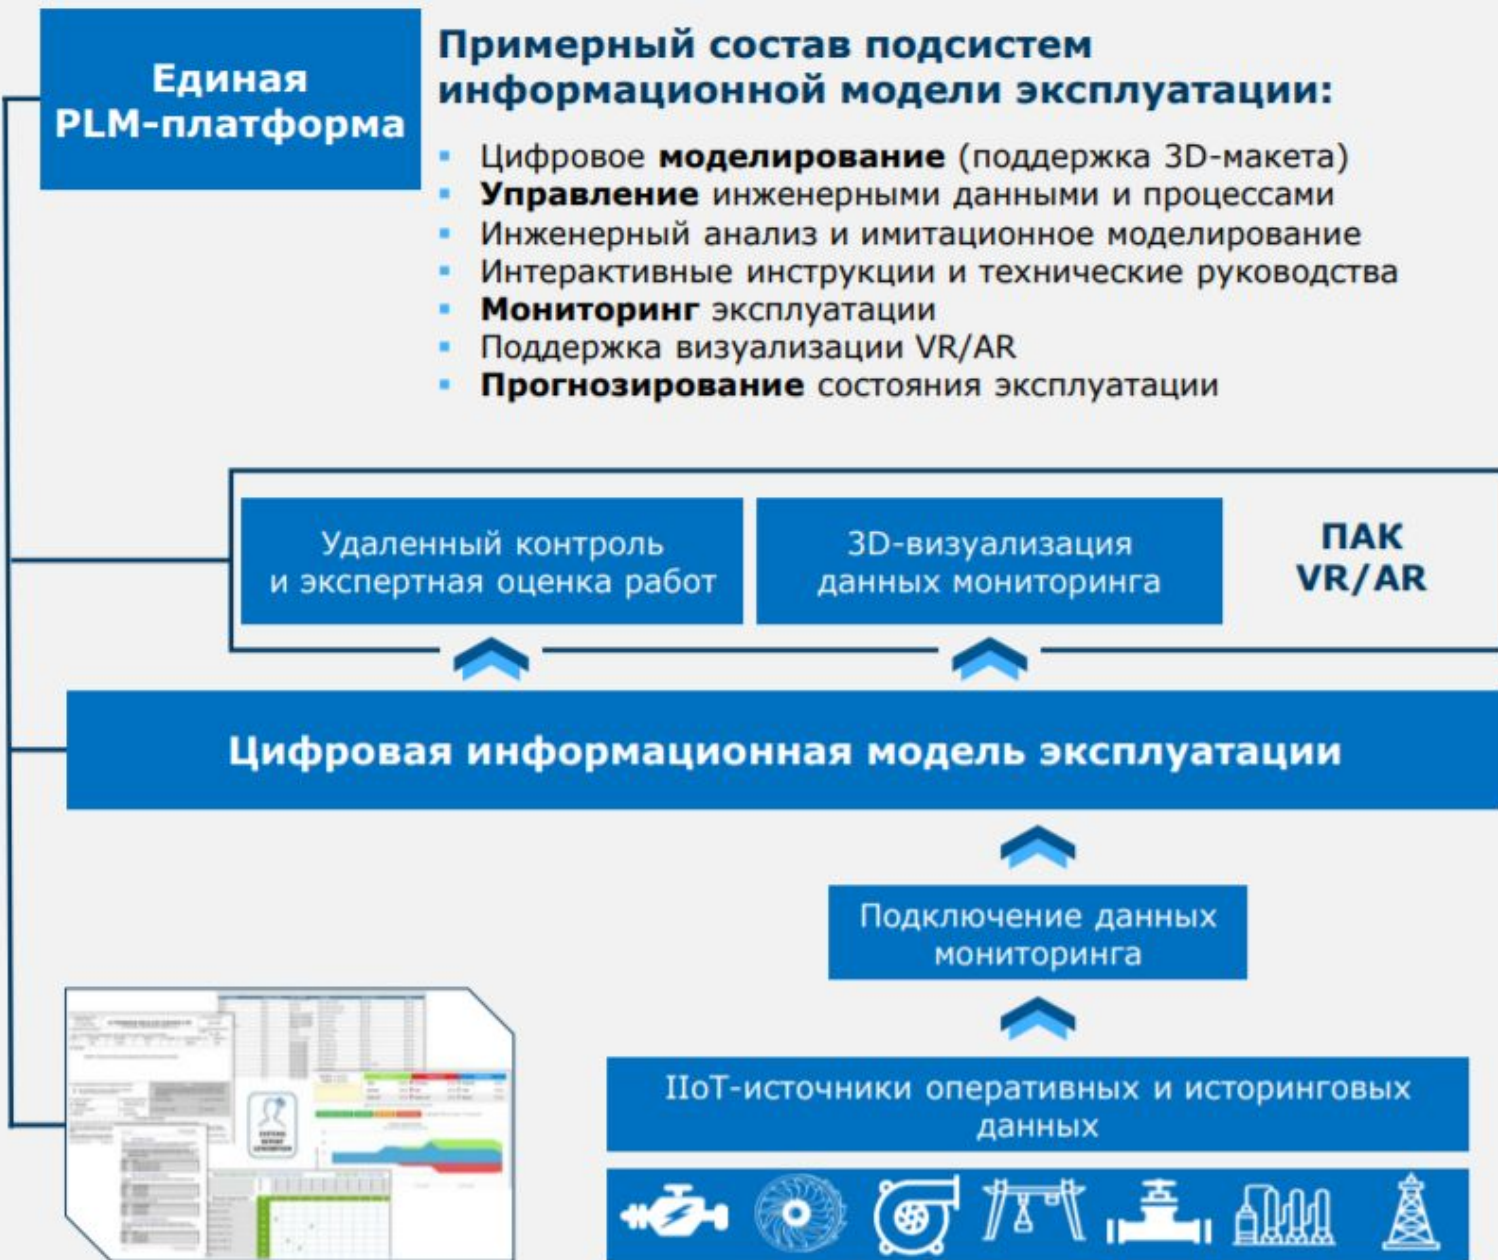 Единая
PLM-платформа
Примерный состав подсистем
информационной модели эксплуатации:
Цифровое моделирование (поддержка 3D-макета)
Управление инженерными данными и процессами
Инженерный анализ и имитационное моделирование
Интерактивные инструкции и технические руководства
Мониторинг эксплуатации
Поддержка визуализации VR/AR
Прогнозирование состояния эксплуатации
Удаленный контроль
и экспертная оценка работ
3D-визуализация
данных мониторинга
ПАК
VR/AR
Цифровая информационная модель эксплуатации
Подключение данных
мониторинга
IIoT-источники оперативных и историнговых
данных